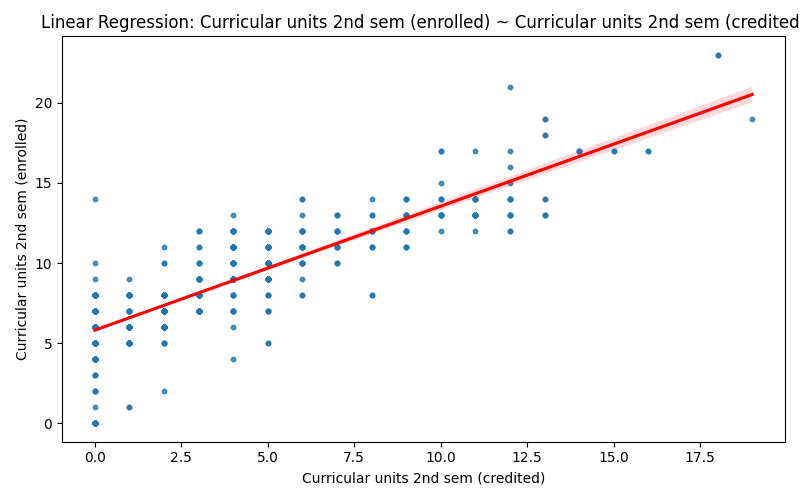 Linear Regression: Curricular units 2nd sem (enrolled) ~ Curricular units 2nd sem (credited
Curricular units 2nd sem (enrolled)
20
15
10
5
0
0.0 2.5 5.0 7.5 10.0 12.5 15.0 17.5
Curricular units 2nd sem (credited)